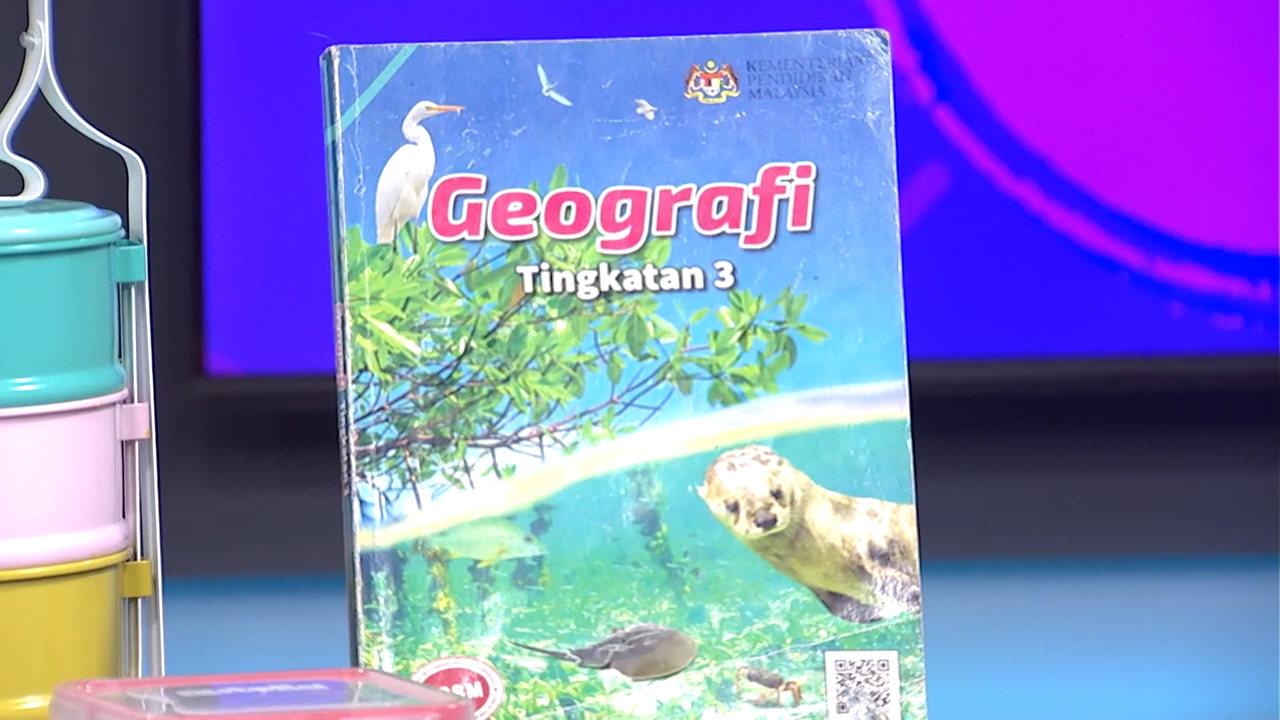 KEMENTERIAN
PENDIDIKAN
MALAYSIA
Geografi
Tingkatan 3